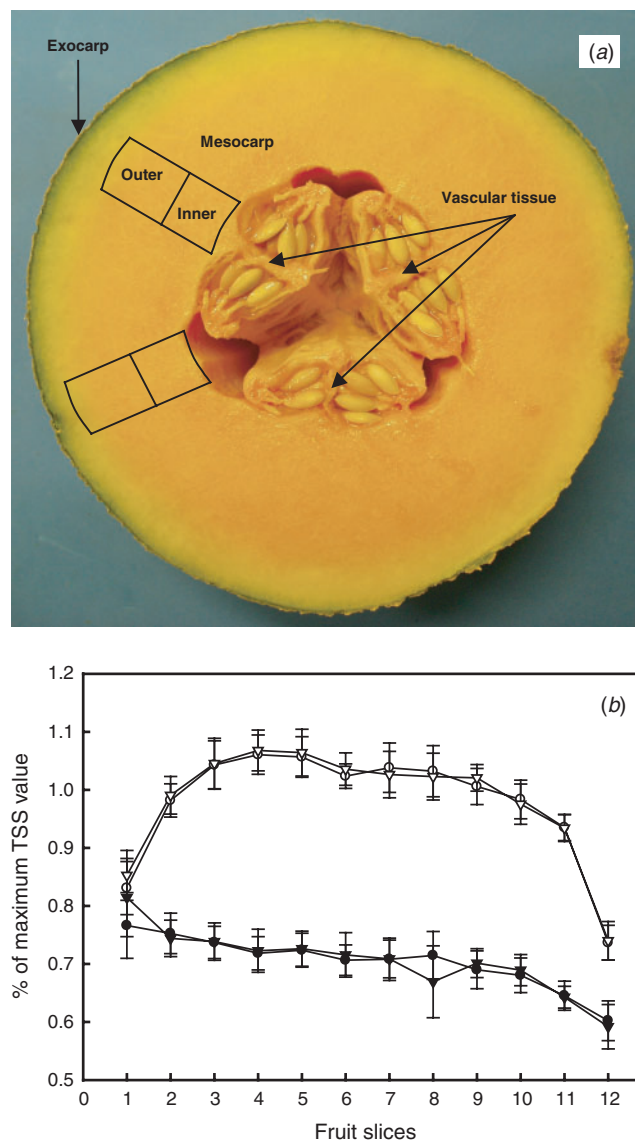 Exocarp
(a)
Mesocarp
Outer
Inner
Vascular tissue
1.2
(b)
1.1
1.0
0.9
0.8
0.7
0.6
0.5
% of maximum TSS value
0 1 2 3 4 5 6 7 8 9 10 11 12
Fruit slices